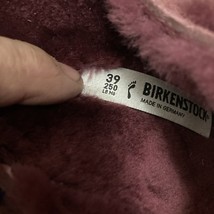 39
250
L8 N6
BIRKENSTOCK
MADE IN GERMANY